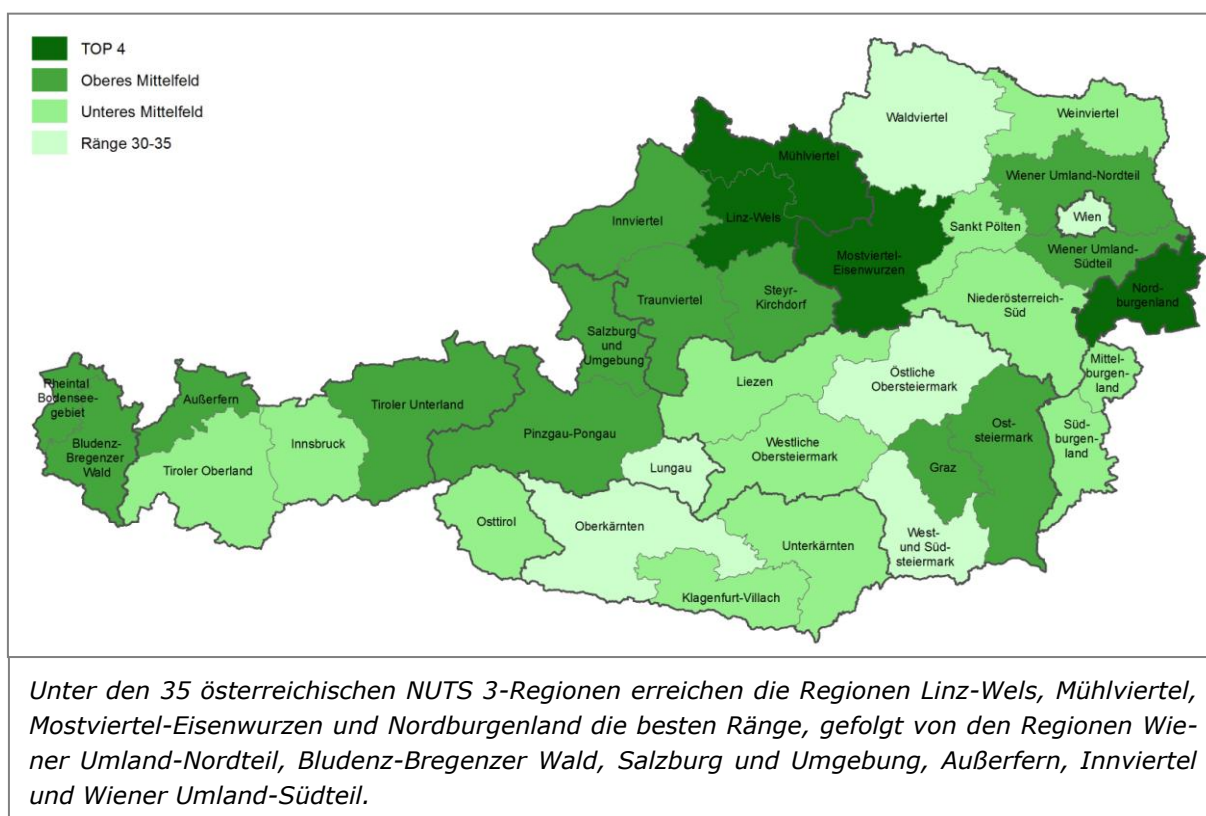 TOP 4
Oberes Mittelfeld
Unteres Mittelfeld
Ränge 30-35
Waldviertel
Weinviertel
Mühlviertel
Wiener Umland-Nordteil
Innviertel
Linz-Wels
Sankt Pölten
Wien
Mostviertel-
Eisenwurzen
Wiener Umland-
Südteil
Traunviertel
Steyr-
Kirchdorf
Niederösterreich-
Süd
Nord-
burgenland
Salzburg
und
Umgebung
Mittel-
burgen-
land
Rheintal
Bodensee-
gebiet
Außerfern
Tiroler Unterland
Liezen
Östliche
Obersteiermark
Bludenz-
Bregenzer
Wald
Innsbruck
Pinzgau-Pongau
Tiroler Oberland
Westliche
Obersteiermark
Ost-
steiermark
Süd-
burgen-
land
Lungau
Graz
Osttirol
Oberkärnten
Unterkärnten
West-
und Süd-
steiermark
Klagenfurt-Villach
Unter den 35 österreichischen NUTS 3-Regionen erreichen die Regionen Linz-Wels, Mühlviertel,
Mostviertel-Eisenwurzen und Nordburgenland die besten Ränge, gefolgt von den Regionen Wie-
ner Umland-Nordteil, Bludenz-Bregenzer Wald, Salzburg und Umgebung, Außerfern, Innviertel
und Wiener Umland-Südteil.